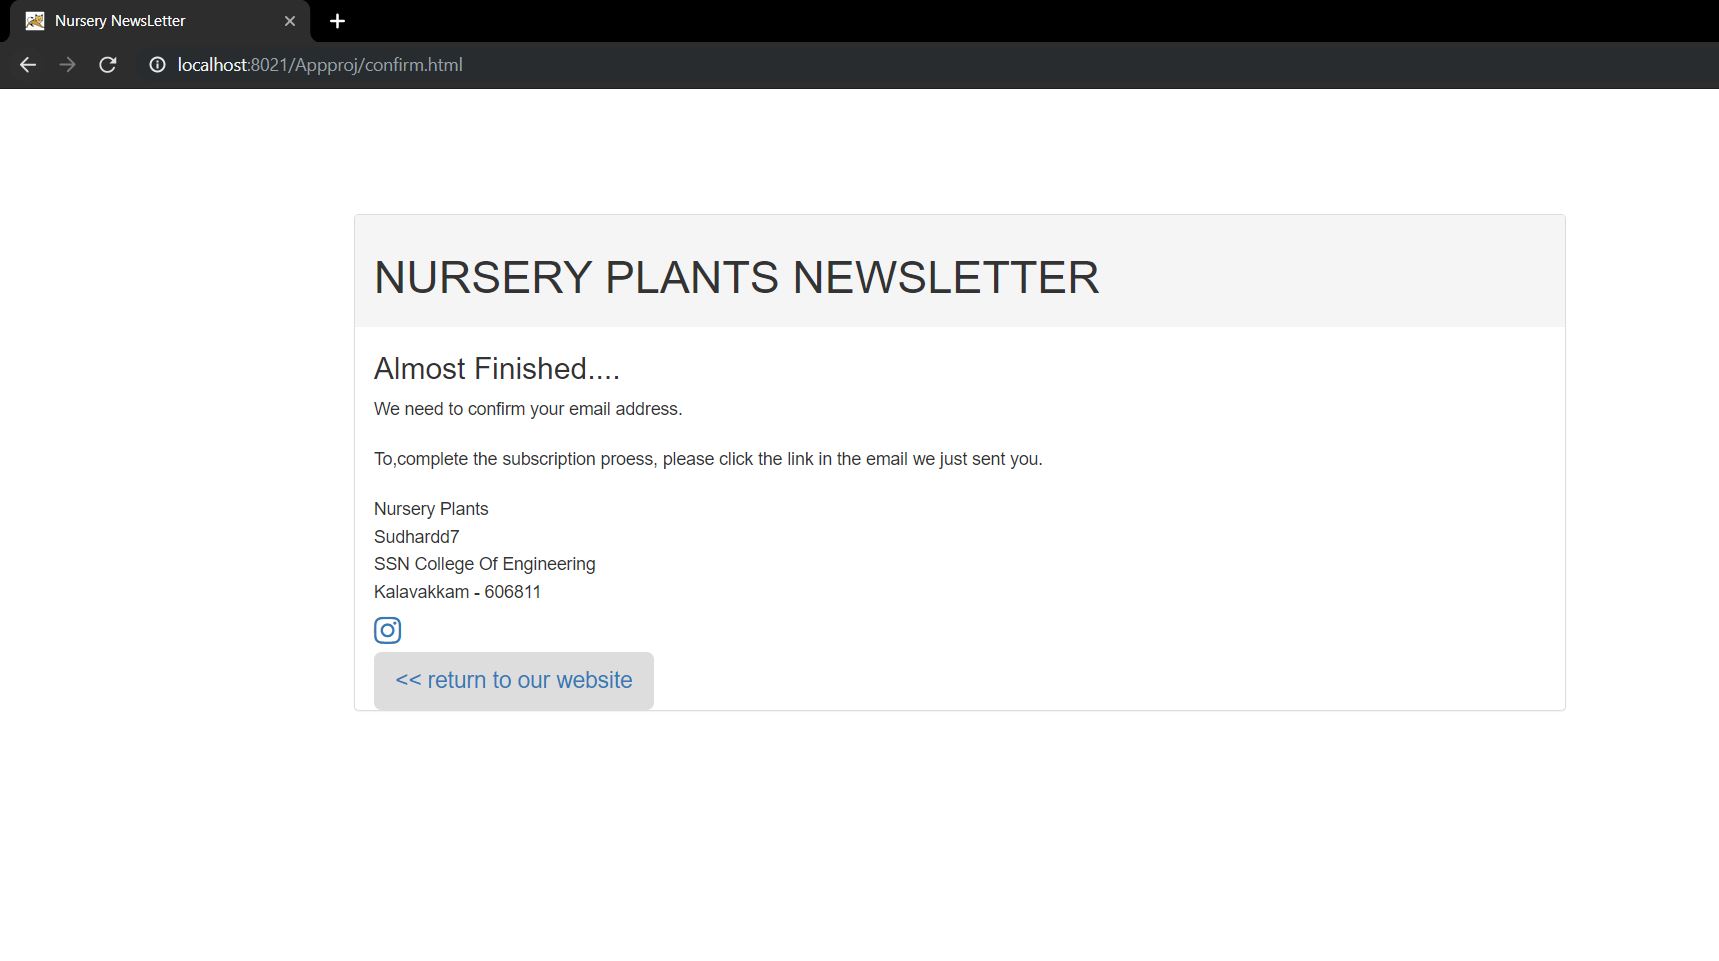 Nursery NewsLetter
localhost:8021/Appproj/confirm.html
NURSERY PLANTS NEWSLETTER
Almost Finished....
We need to confirm your email address.
To,complete the subscription proess, please click the link in the email we just sent you.
Nursery Plants
Sudhardd7
SSN College Of Engineering
Kalavakkam - 606811
<< return to our website